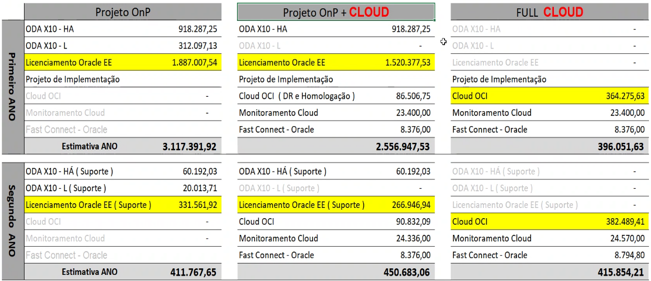 Projeto OnP Projeto OnP + CLOUD FULL CLOUD
Primeiro ANO
ODA X10 - HA 918.287,25 ODA X10 - HA 918.287,25 ODA X10 - HA -
ODA X10 - L 312.097,13 ODA X10 - L - ODA X10 - L -
Licenciamento Oracle EE 1.887.007,54 Licenciamento Oracle EE 1.520.377,53 Licenciamento Oracle EE -
Projeto de Implementação Projeto de Implementação Projeto de Implementação
Cloud OCI - Cloud OCI ( DR e Homologação ) 86.506,75 Cloud OCI 364.275,63
Monitoramento Cloud - Monitoramento Cloud 23.400,00 Monitoramento Cloud 23.400,00
Fast Connect - Oracle Fast Connect - Oracle 8.376,00 Fast Connect - Oracle 8.376,00
Estimativa ANO 3.117.391,92 2.556.947,53 396.051,63
Segundo ANO
ODA X10 - HÁ ( Suporte ) 60.192,03 ODA X10 - HÁ ( Suporte ) 60.192,03 ODA X10 - HÁ ( Suporte ) -
ODA X10 - L ( Suporte ) 20.013,71 ODA X10 - L ( Suporte ) - ODA X10 - L ( Suporte ) -
Licenciamento Oracle EE ( Suporte ) 331.561,92 Licenciamento Oracle EE ( Suporte ) 266.946,94 Licenciamento Oracle EE ( Suporte ) -
Cloud OCI - Cloud OCI 90.832,09 Cloud OCI 382.489,41
Monitoramento Cloud - Monitoramento Cloud 24.336,00 Monitoramento Cloud 24.570,00
Fast Connect - Oracle Fast Connect - Oracle 8.376,00 Fast Connect - Oracle 8.794,80
Estimativa ANO 411.767,65 450.683,06 415.854,21